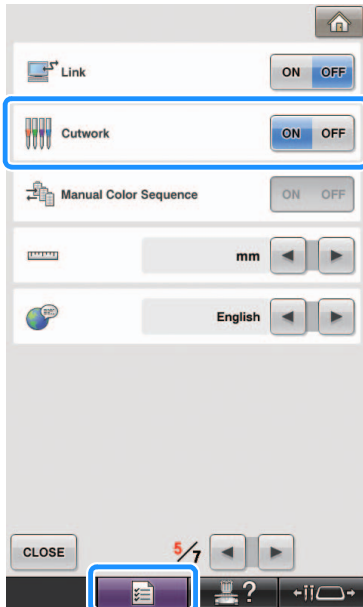 Link ON OFF
Cutwork ON OFF
Manual Color Sequence ON OFF
mm
English
CLOSE 5/7
?